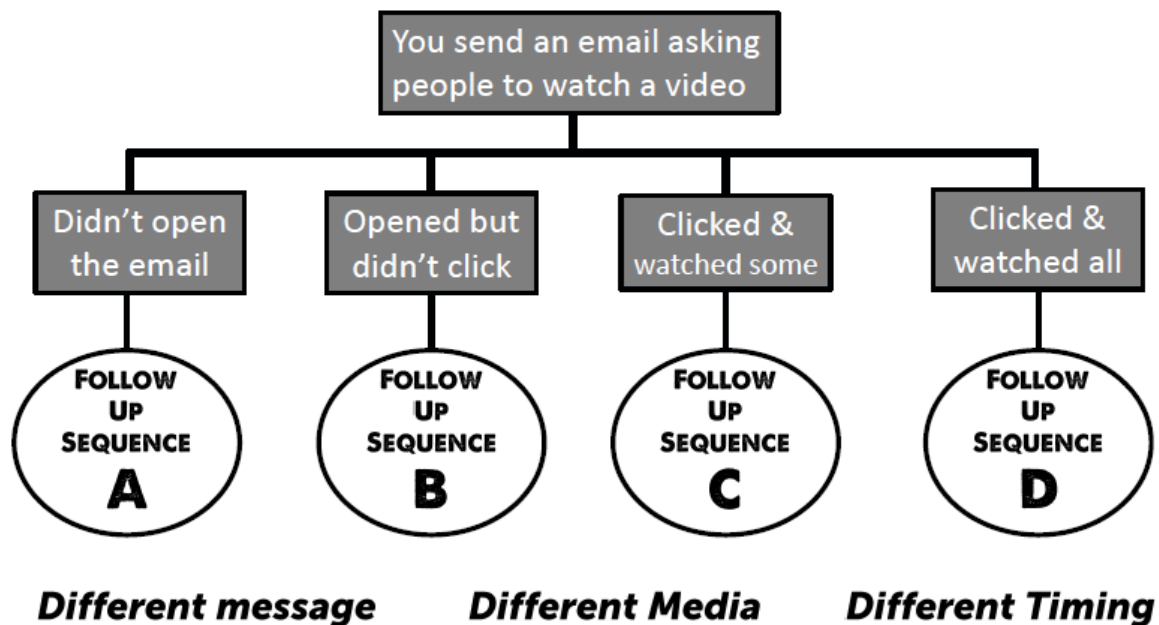 You send an email asking
people to watch a video
Didn’t open
the email
Opened but
didn’t click
Clicked &
watched some
Clicked &
watched all
FOLLOW
UP
SEQUENCE
A
FOLLOW
UP
SEQUENCE
B
FOLLOW
UP
SEQUENCE
C
FOLLOW
UP
SEQUENCE
D
Different message
Different Media
Different Timing